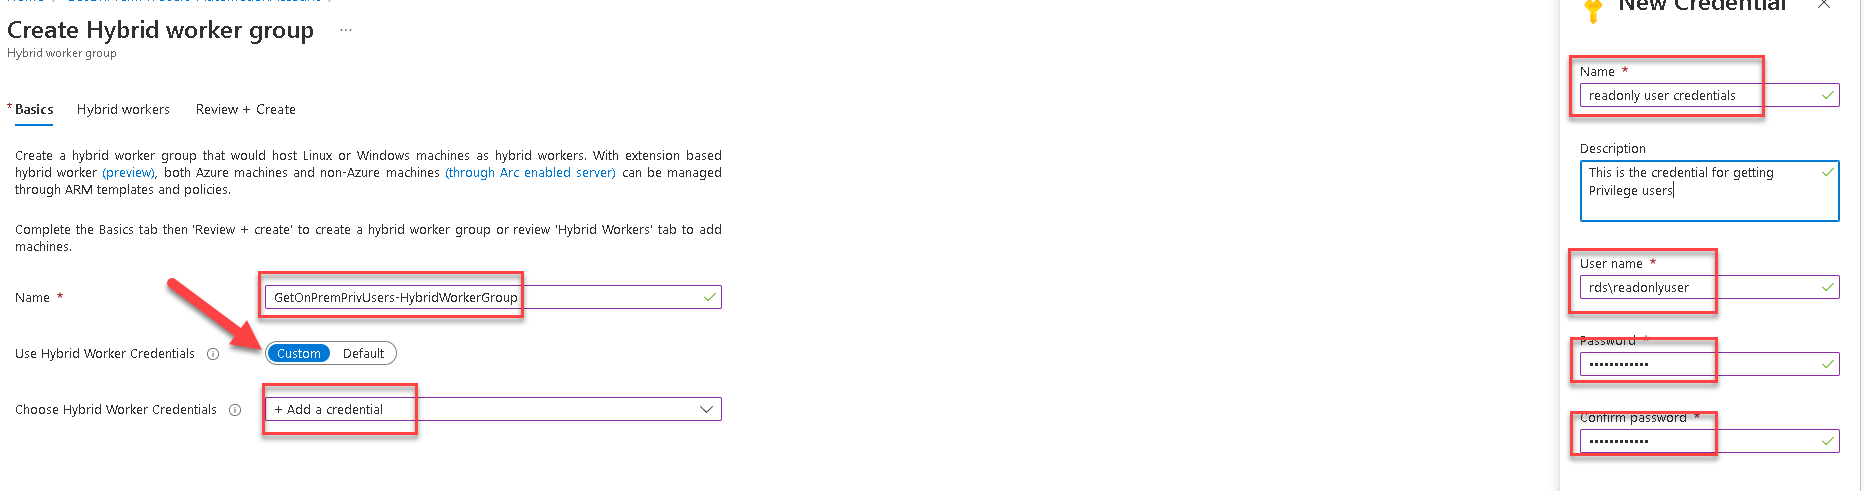 Create Hybrid worker group ...
Hybrid worker group
* Basics
Hybrid workers
Review + Create
Create a hybrid worker group that would host Linux or Windows machines as hybrid workers. With extension based
hybrid worker (preview), both Azure machines and non-Azure machines (through Arc enabled server) can be managed
through ARM templates and policies.
Complete the Basics tab then 'Review + create' to create a hybrid worker group or review 'Hybrid Workers' tab to add
machines.
Name *
GetOnPremPrivUsers-HybridWorkerGroup
Use Hybrid Worker Credentials
Custom
Default
Choose Hybrid Worker Credentials
+ Add a credential
New Credential
Name *
readonly user credentials
Description
This is the credential for getting
Privilege users
User name *
rds\readonlyuser
Password *
••••••••••••
Confirm password *
••••••••••••